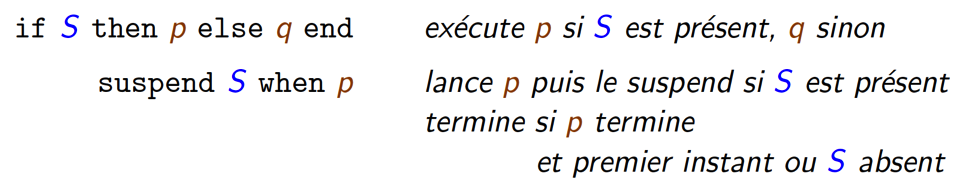 if S then p else q end exécute p si S est présent, q sinon
suspend S when p lance p puis le suspend si S est présent
termine si p termine
et premier instant ou S absent